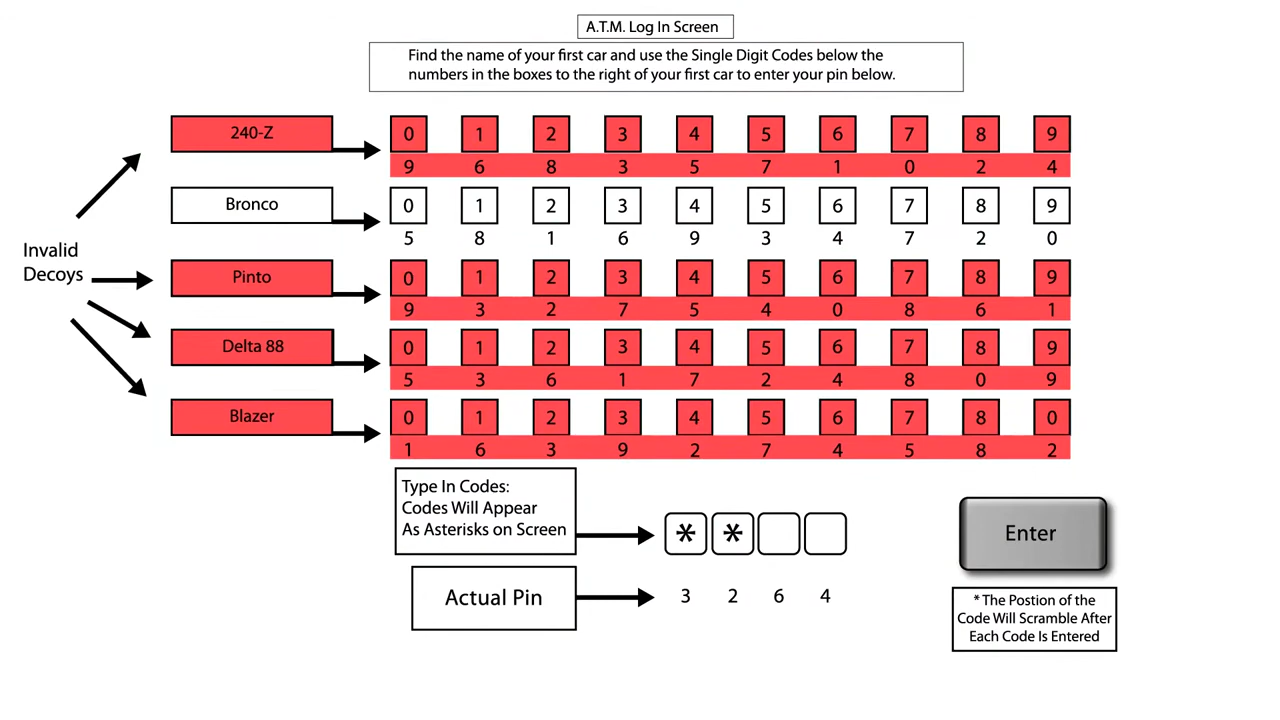 A.T.M. Log In Screen
Find the name of your first car and use the Single Digit Codes below the
numbers in the boxes to the right of your first car to enter your pin below.
240-Z 0 1 2 3 4 5 6 7 8 9
9 6 8 3 5 7 1 0 2 4
Bronco 0 1 2 3 4 5 6 7 8 9
5 8 1 6 9 3 4 7 2 0
Invalid
Decoys
Pinto 0 1 2 3 4 5 6 7 8 9
9 3 2 7 5 4 0 8 6 1
Delta 88 0 1 2 3 4 5 6 7 8 9
5 3 6 1 7 2 4 8 0 9
Blazer 0 1 2 3 4 5 6 7 8 0
1 6 3 9 2 7 4 5 8 2
Type In Codes:
Codes Will Appear
As Asterisks on Screen
* *
Enter
Actual Pin
3 2 6 4
* The Postion of the
Code Will Scramble After
Each Code Is Entered